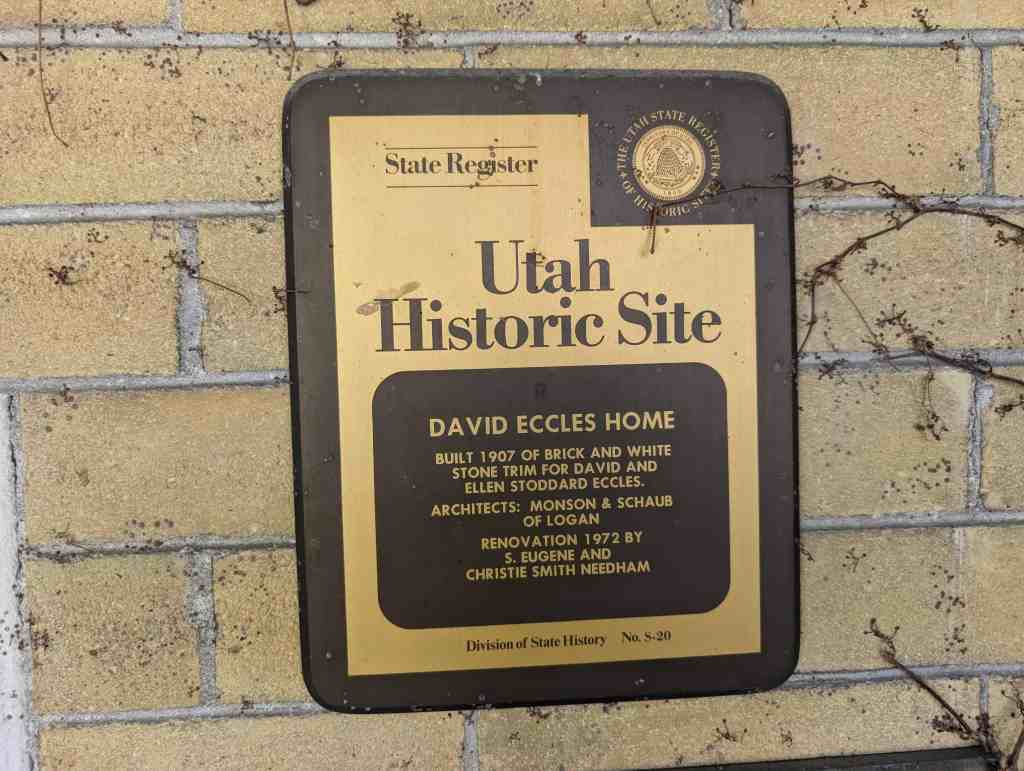 State Register
THE UTAH STATE REGISTER
OF HISTORIC SITES
Utah
Historic Site
DAVID ECCLES HOME
BUILT 1907 OF BRICK AND WHITE
STONE TRIM FOR DAVID AND
ELLEN STODDARD ECCLES.
ARCHITECTS: MONSON & SCHAUB
OF LOGAN
RENOVATION 1972 BY
S. EUGENE AND
CHRISTIE SMITH NEEDHAM
Division of State History No. S-20